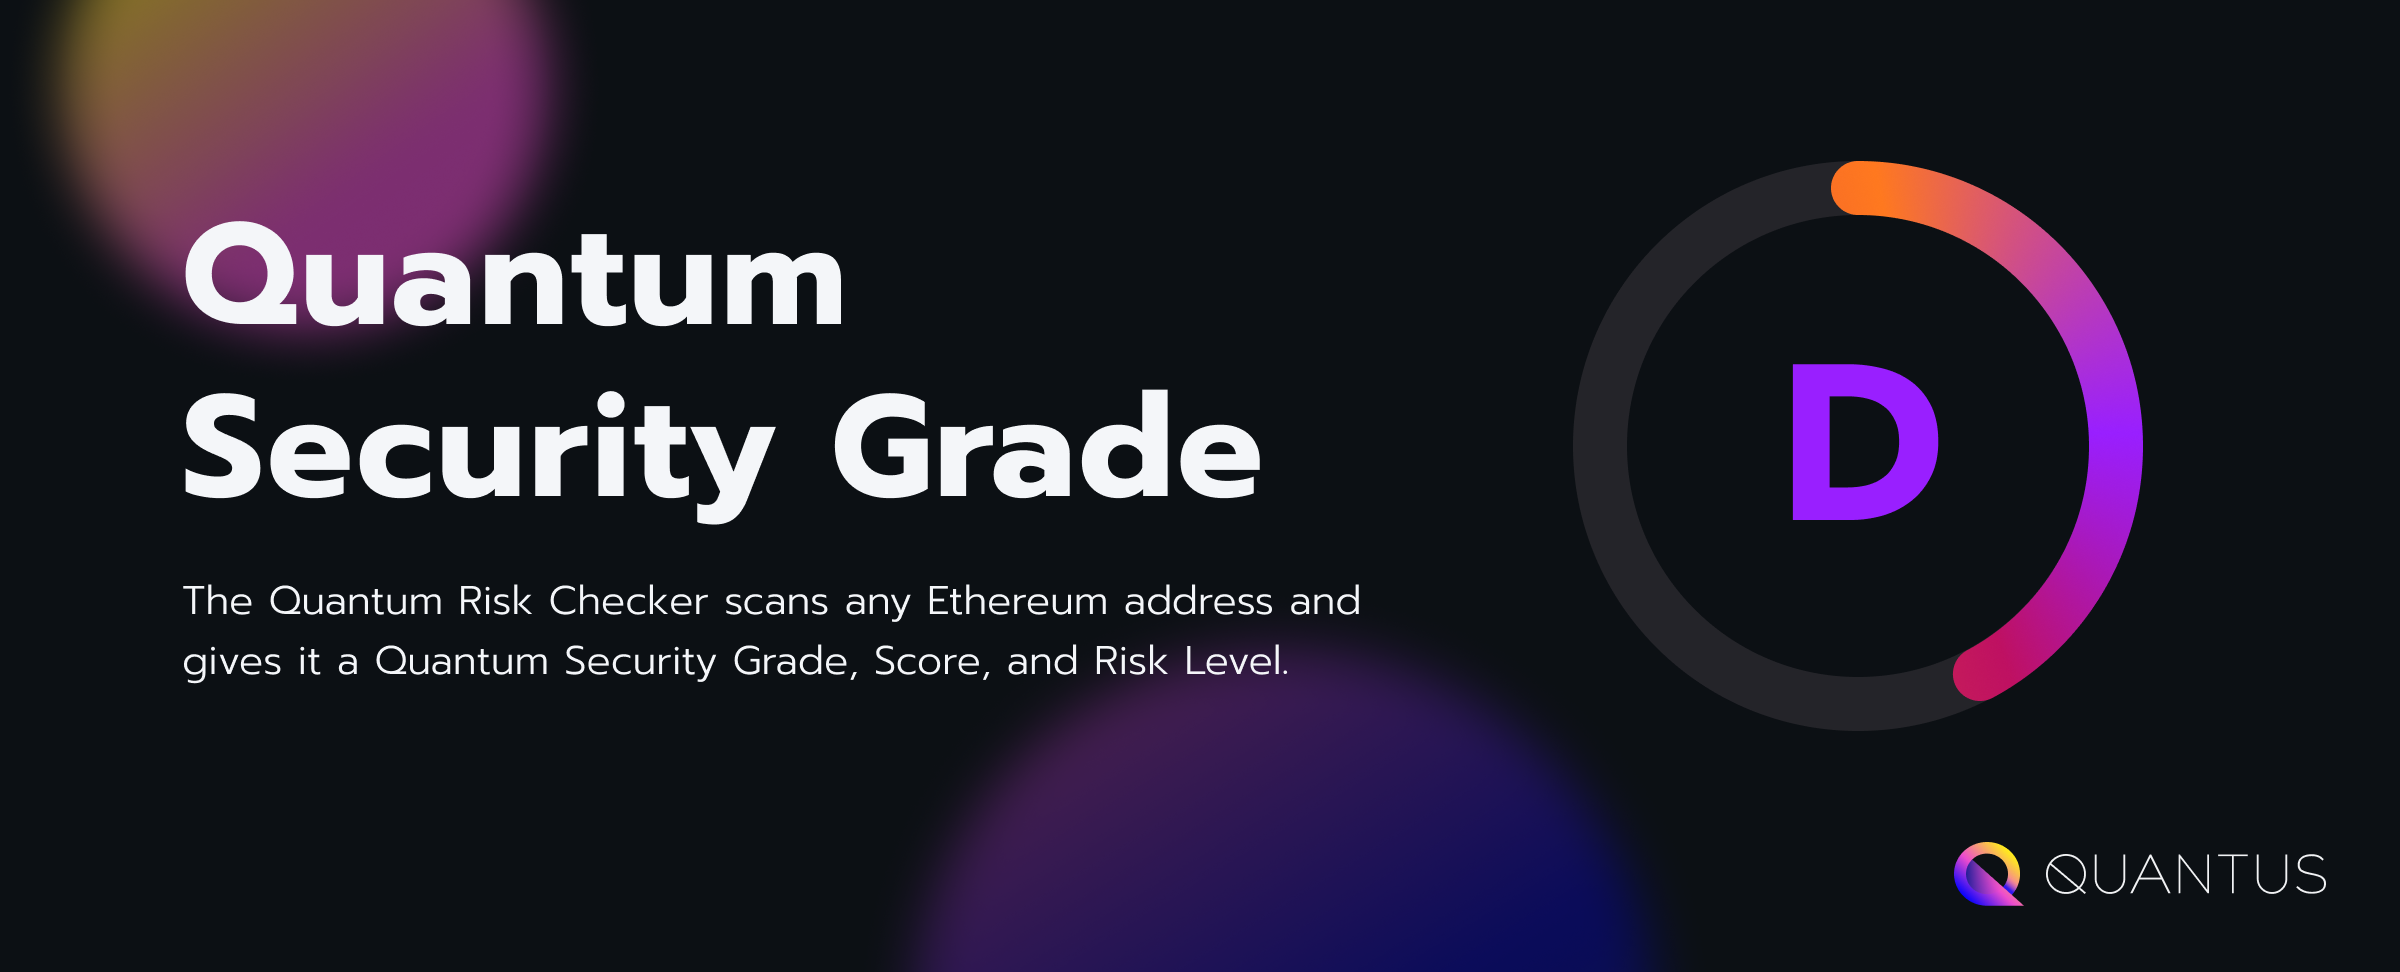 Quantum
Security Grade
The Quantum Risk Checker scans any Ethereum address and
gives it a Quantum Security Grade, Score, and Risk Level.
D
QUANTUS